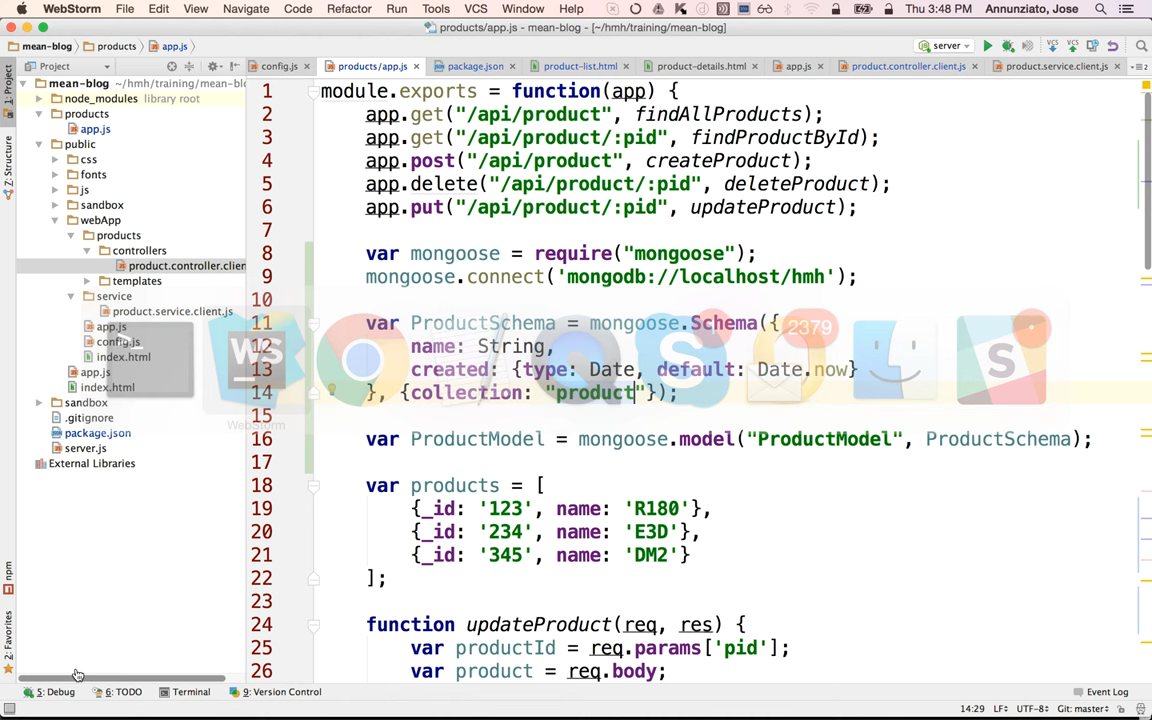 WebStorm File Edit View Navigate Code Refactor Run Tools VCS Window Help Thu 3:48 PM Annunziato, Jose
products/app.js - mean-blog - [~/hmh/training/mean-blog]
mean-blog products app.js server
Project config.js products/app.js package.json product-list.html product-details.html app.js product.controller.client.js product.service.client.js
1: Project
Z: Structure
npm
2: Favorites
mean-blog ~/hmh/training/mean-bl
node_modules library root
products
app.js
public
css
fonts
js
sandbox
webApp
products
controllers
product.controller.clien
templates
service
product.service.client.js
app.js
config.js
index.html
app.js
index.html
sandbox
.gitignore
package.json
server.js
External Libraries
1 module.exports = function(app) {
2 app.get("/api/product", findAllProducts);
3 app.get("/api/product/:pid", findProductById);
4 app.post("/api/product", createProduct);
5 app.delete("/api/product/:pid", deleteProduct);
6 app.put("/api/product/:pid", updateProduct);
7
8 var mongoose = require("mongoose");
9 mongoose.connect('mongodb://localhost/hmh');
10
11 var ProductSchema = mongoose.Schema({
12 name: String,
13 created: {type: Date, default: Date.now}
14 }, {collection: "product"});
15
16 var ProductModel = mongoose.model("ProductModel", ProductSchema);
17
18 var products = [
19 {_id: '123', name: 'R180'},
20 {_id: '234', name: 'E3D'},
21 {_id: '345', name: 'DM2'}
22 ];
23
24 function updateProduct(req, res) {
25 var productId = req.params['pid'];
26 var product = req.body;
WS
2379
WebStorm
5: Debug 6: TODO Terminal 9: Version Control Event Log
14:29 LF UTF-8 Git: master